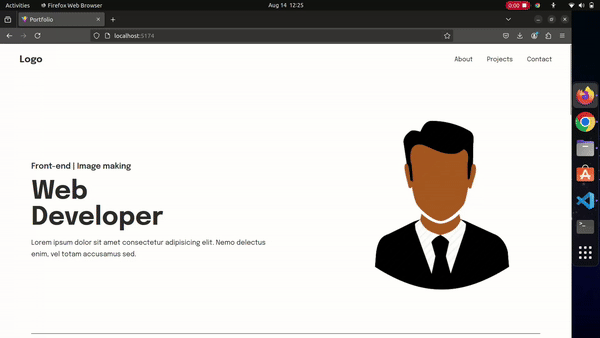 Activities Firefox Web Browser Aug 14 12:25 0:00
Portfolio
localhost:5174
Logo About Projects Contact
Front-end | Image making
Web
Developer
Lorem ipsum dolor sit amet consectetur adipisicing elit. Nemo delectus
enim, vel totam accusamus sed.